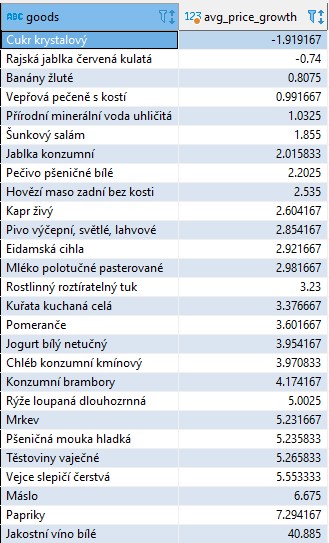 ABC goods 123 avg_price_growth
Cukr krystalový -1.919167
Rajská jablka červená kulatá -0.74
Banány žluté 0.8075
Vepřová pečeně s kostí 0.991667
Přírodní minerální voda uhličitá 1.0325
Šunkový salám 1.855
Jablka konzumní 2.015833
Pečivo pšeničné bílé 2.2025
Hovězí maso zadní bez kosti 2.535
Kapr živý 2.604167
Pivo výčepní, světlé, lahvové 2.854167
Eidamská cihla 2.921667
Mléko polotučné pasterované 2.981667
Rostlinný roztíratelný tuk 3.23
Kuřata kuchaná celá 3.376667
Pomeranče 3.601667
Jogurt bílý netučný 3.954167
Chléb konzumní kmínový 3.970833
Konzumní brambory 4.174167
Rýže loupaná dlouhozrnná 5.0025
Mrkev 5.231667
Pšeničná mouka hladká 5.235833
Těstoviny vaječné 5.265833
Vejce slepičí čerstvá 5.553333
Máslo 6.675
Papriky 7.294167
Jakostní víno bílé 40.885